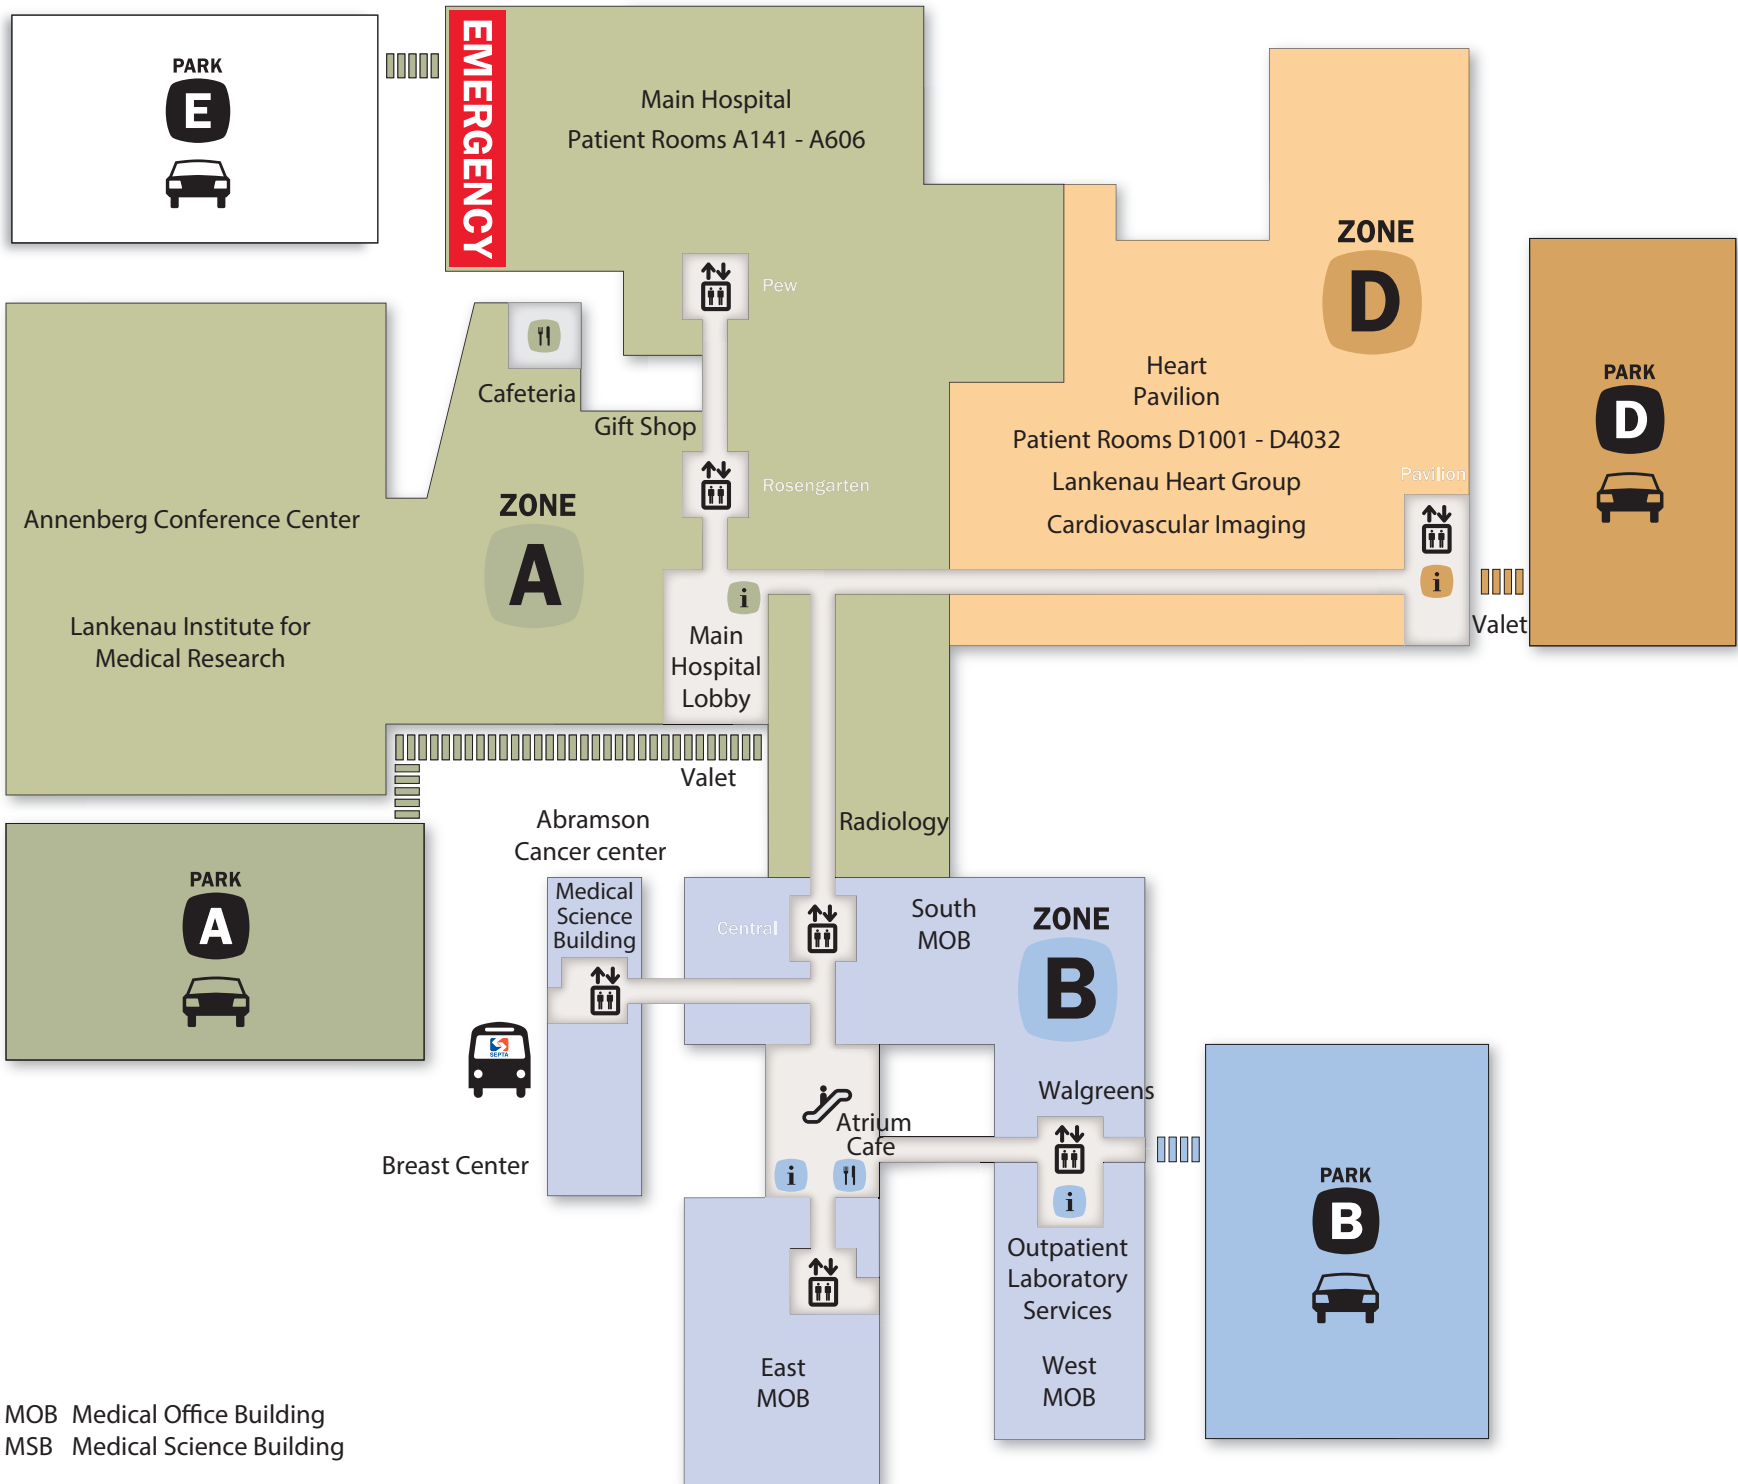 PARK
E
EMERGENCY
Main Hospital
Patient Rooms A141 - A606
Pew
ZONE
D
PARK
D
Heart
Pavilion
Patient Rooms D1001 - D4032
Lankenau Heart Group
Cardiovascular Imaging
Pavilion
i
Valet
Cafeteria
Gift Shop
Rosengarten
Annenberg Conference Center
ZONE
A
Lankenau Institute for
Medical Research
i
Main
Hospital
Lobby
Valet
Radiology
Abramson
Cancer center
PARK
A
Medical
Science
Building
Central
South
MOB
ZONE
B
SEPTA
Walgreens
Atrium
Cafe
Breast Center
i
i
PARK
B
Outpatient
Laboratory
Services
East
MOB
West
MOB
MOB Medical Office Building
MSB Medical Science Building